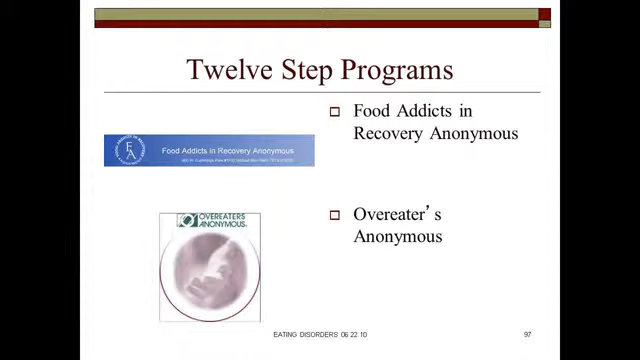 Twelve Step Programs
Food Addicts in
Recovery Anonymous
Food Addicts in Recovery Anonymous
OVEREATERS
ANONYMOUS
Overeater's
Anonymous
EATING DISORDERS 06 22 10
97